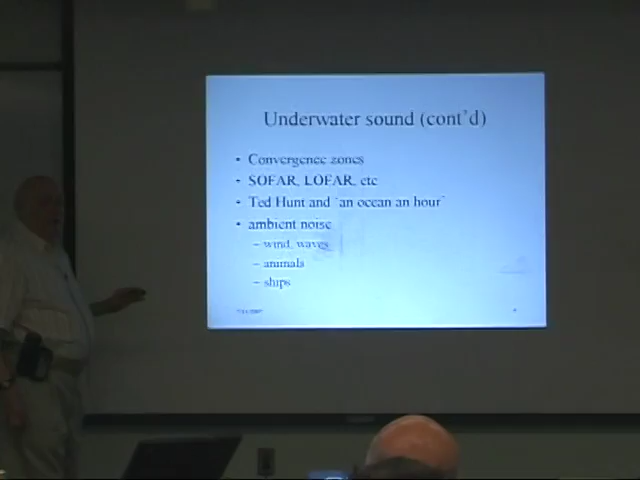 Underwater sound (cont'd)
• Convergence zones
• SOFAR, LOFAR, etc
• Ted Hunt and `an ocean an hour'
• ambient noise
– wind, waves
– animals
– ships